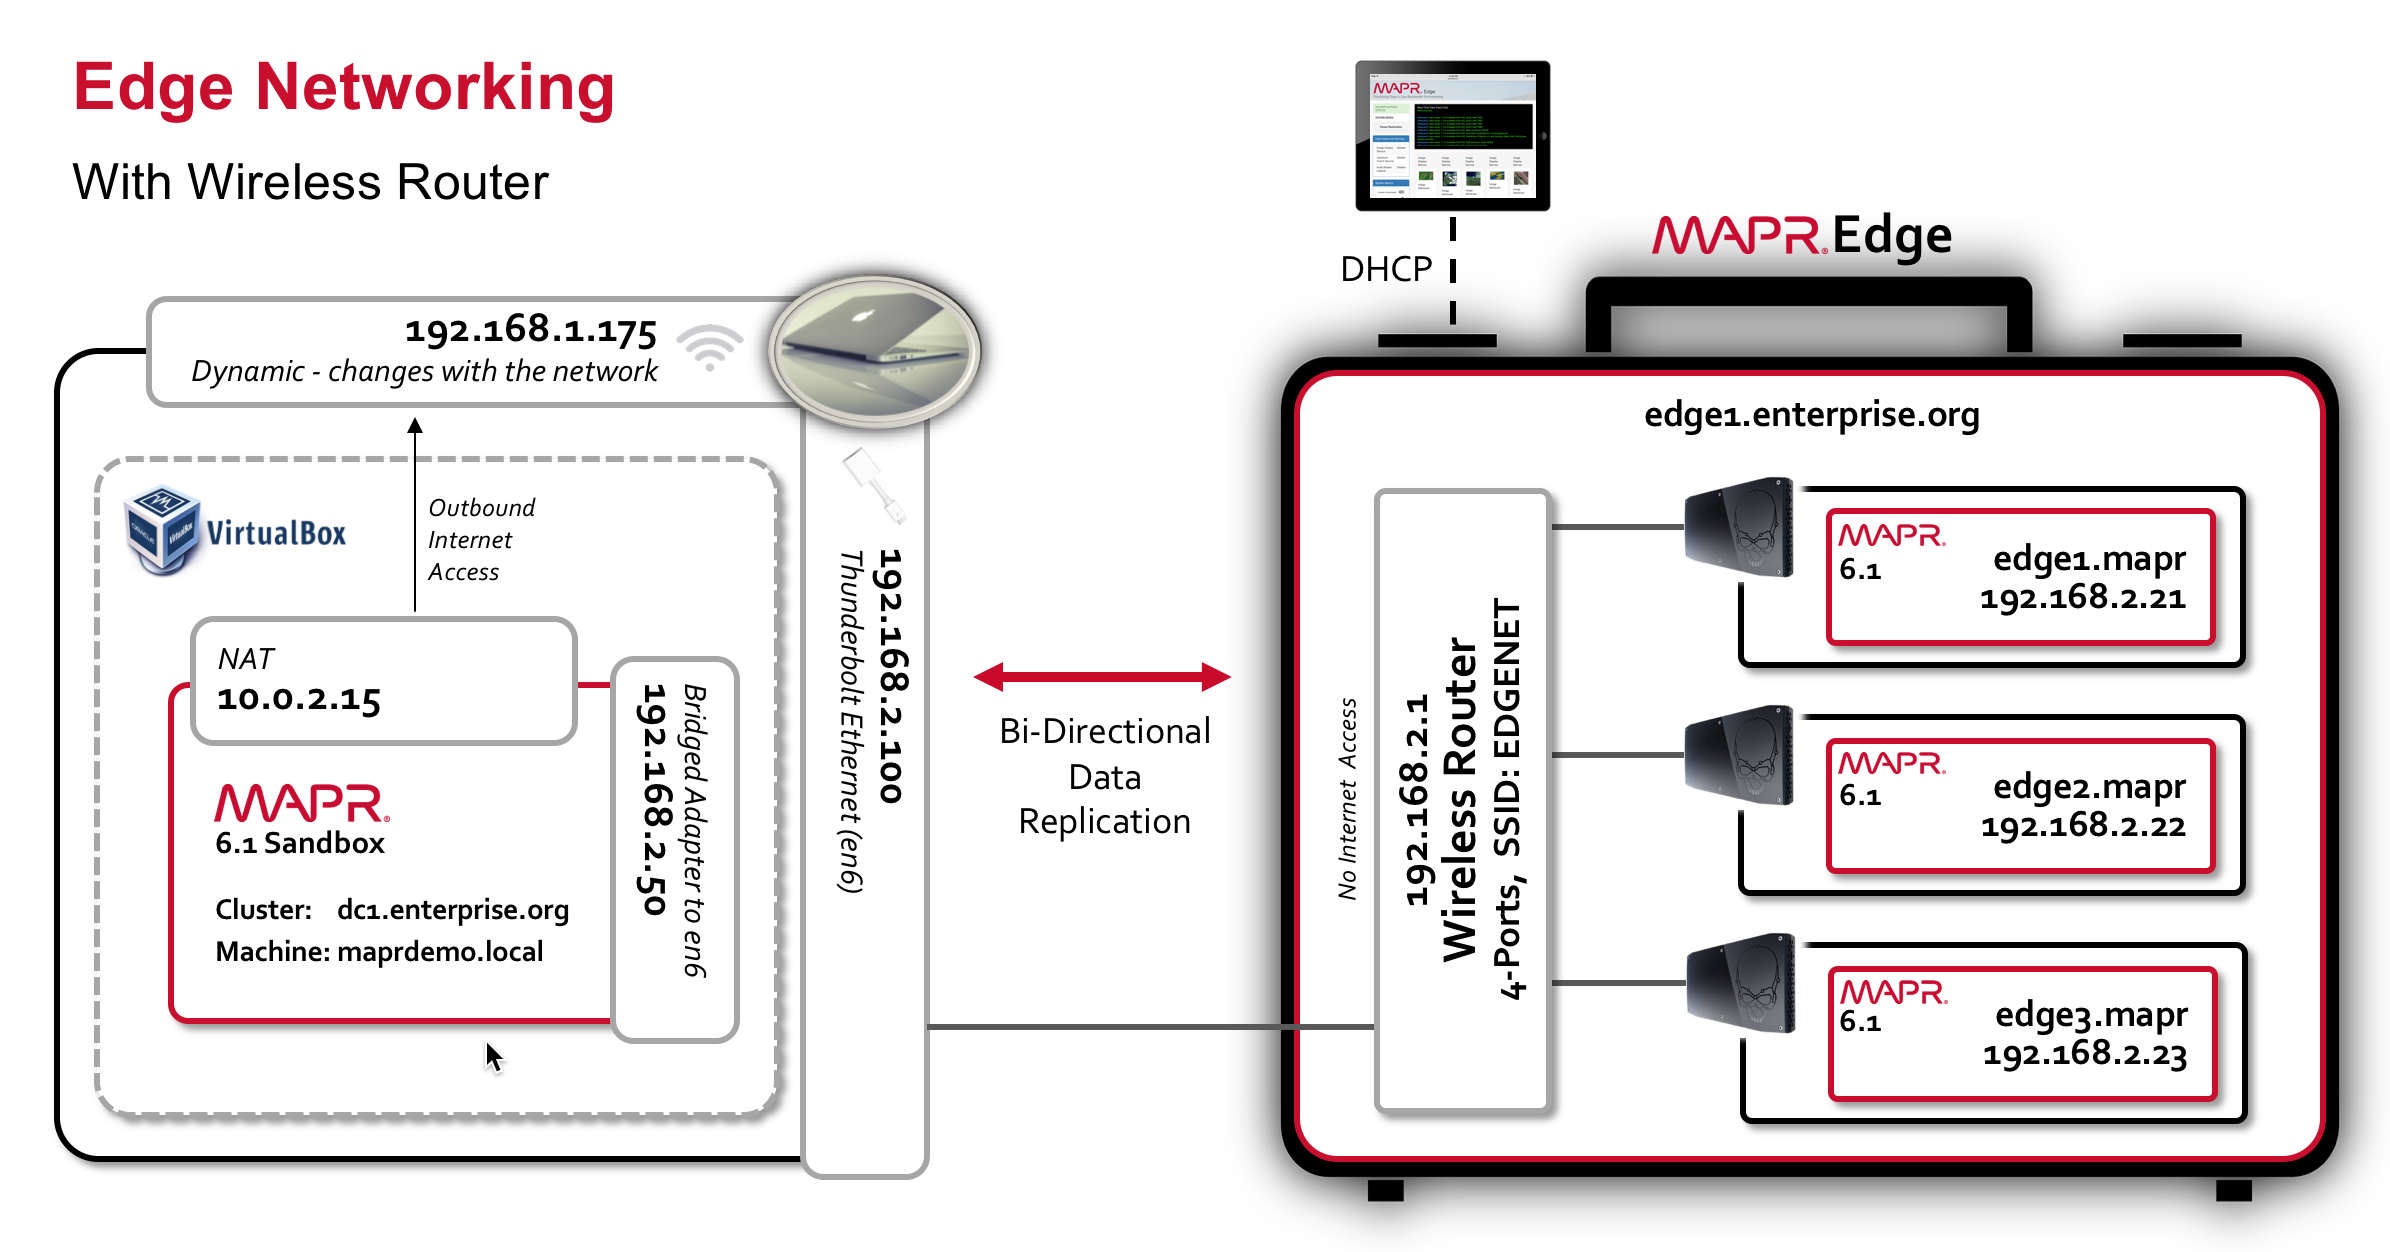 Edge Networking
With Wireless Router
MAPR. Edge
DHCP
MAPR® Edge
192.168.1.175
Dynamic - changes with the network
VirtualBox
Outbound
Internet
Access
NAT
10.0.2.15
MAPR®
6.1 Sandbox
Cluster: dc1.enterprise.org
Machine: maprdemo.local
Bridged Adapter to en6
192.168.2.50
192.168.2.100
Thunderbolt Ethernet (en6)
Bi-Directional
Data
Replication
edge1.enterprise.org
No Internet Access
192.168.2.1
Wireless Router
4-Ports, SSID: EDGENET
MAPR®
6.1
edge1.mapr
192.168.2.21
MAPR®
6.1
edge2.mapr
192.168.2.22
MAPR®
6.1
edge3.mapr
192.168.2.23